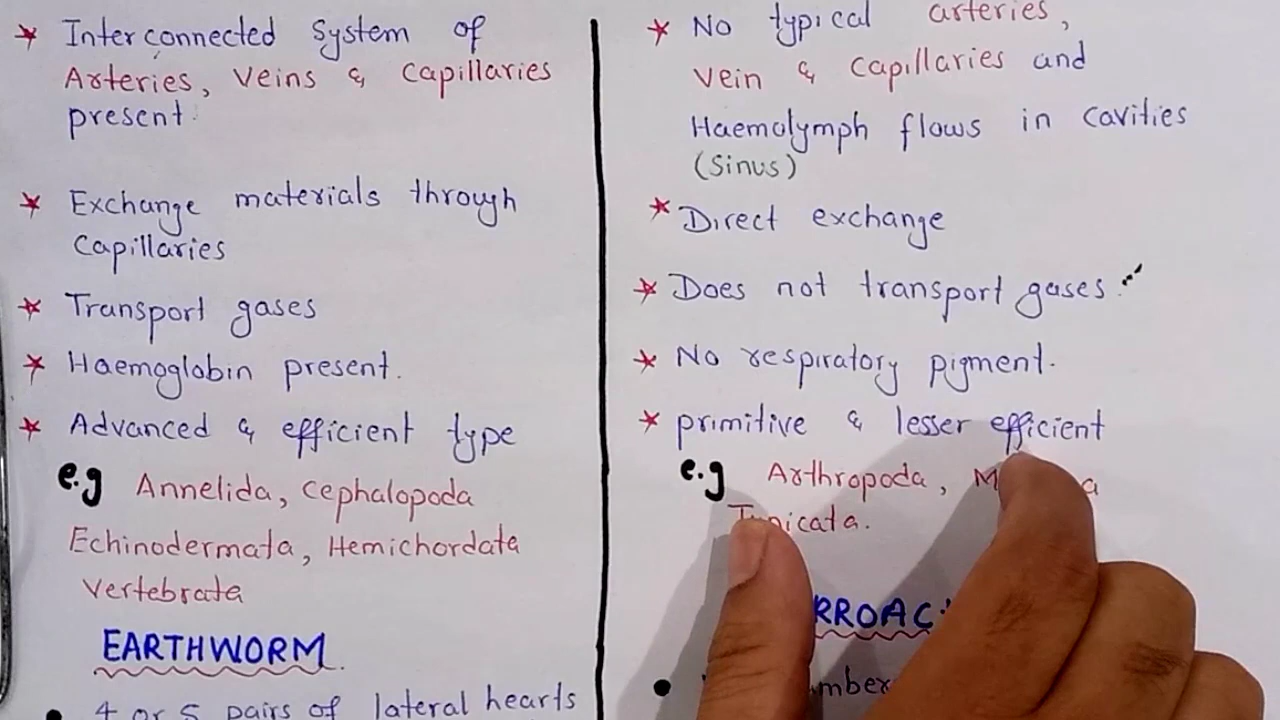 * Interconnected System of
Arteries, Veins & Capillaries
present
* Exchange materials through
Capillaries
* Transport gases
* Haemoglobin present.
* Advanced & efficient type
e.g Annelida, Cephalopoda
Echinodermata, Hemichordata
Vertebrata
EARTHWORM.
• 4 or 5 pairs of lateral hearts
* No typical arteries,
Vein & Capillaries and
Haemolymph flows in cavities
(Sinus)
* Direct exchange
* Does not transport gases.
* No respiratory pigment.
* primitive & lesser efficient
e.g Arthropoda,
Tunicata.